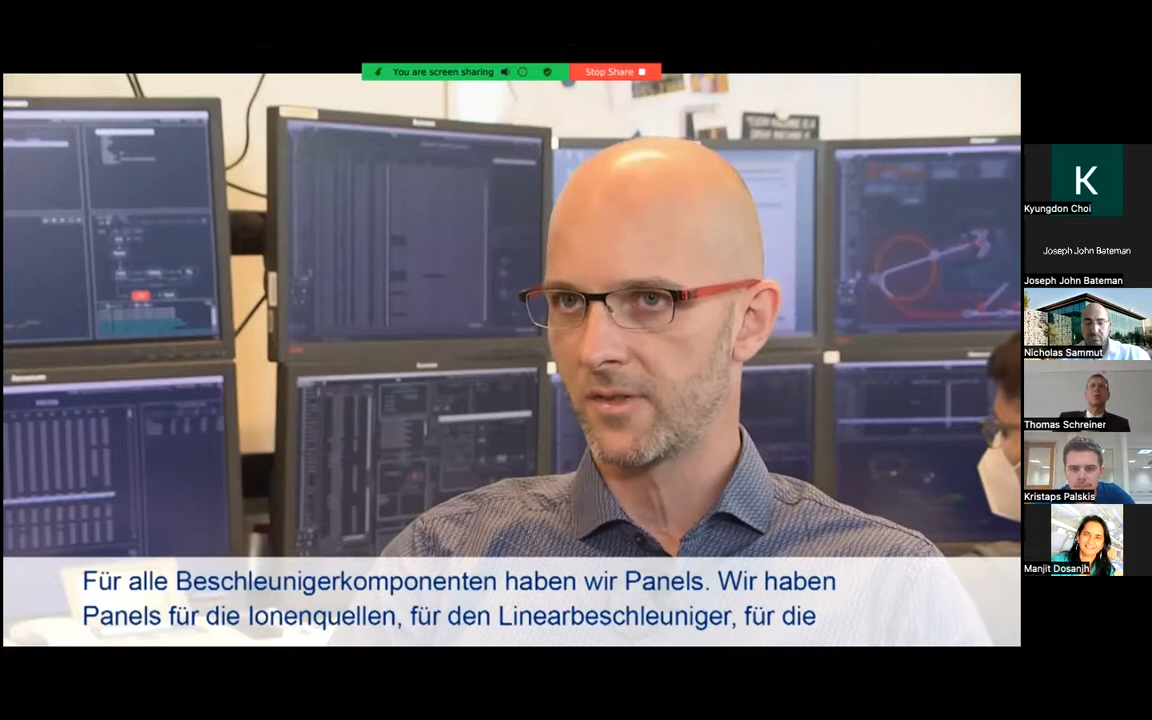 You are screen sharing
Stop Share
K
Kyungdon Choi
Joseph John Bateman
Joseph John Bateman
Nicholas Sammut
Thomas Schreiner
Kristaps Palskis
Manjit Dosanjh
Für alle Beschleunigerkomponenten haben wir Panels. Wir haben
Panels für die Ionenquellen, für den Linearbeschleuniger, für die